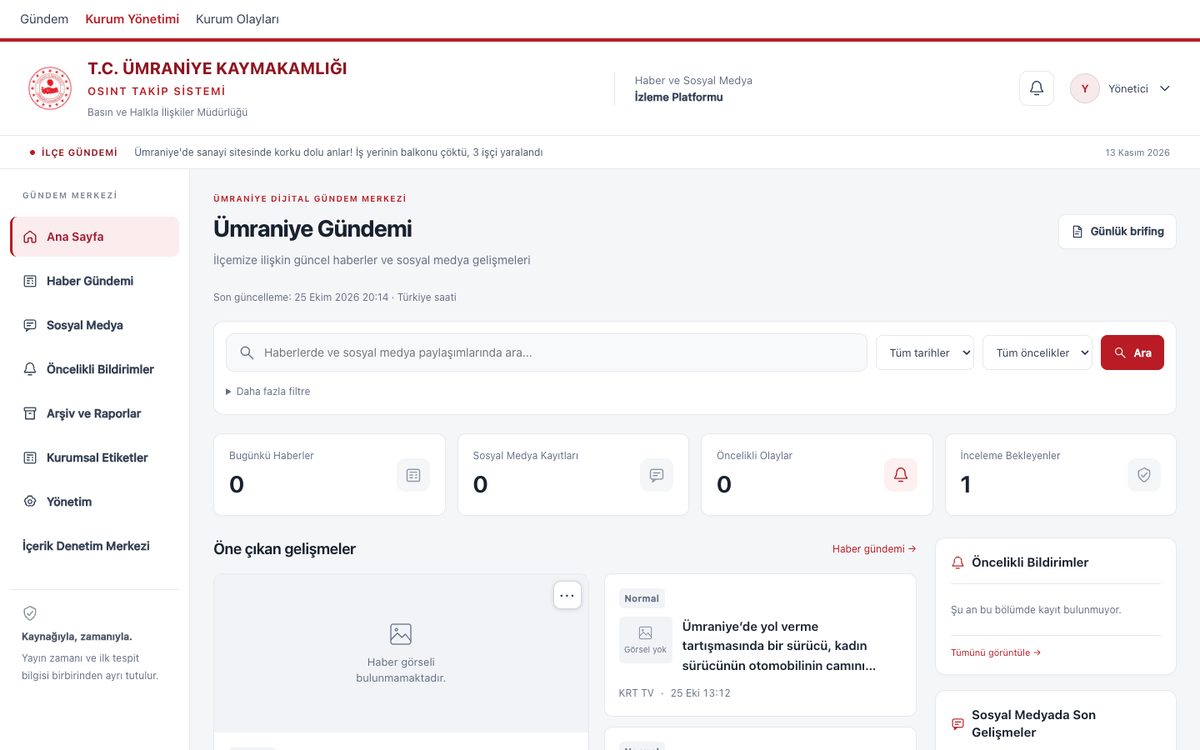 Gündem
Kurum Yönetimi
Kurum Olayları
T.C. ÜMRANİYE KAYMAKAMLIĞI
OSINT TAKİP SİSTEMİ
Basın ve Halkla İlişkiler Müdürlüğü
Haber ve Sosyal Medya
İzleme Platformu
Y
Yönetici
İLÇE GÜNDEMİ
Ümraniye'de sanayi sitesinde korku dolu anlar! İş yerinin balkonu çöktü, 3 işçi yaralandı
13 Kasım 2026
GÜNDEM MERKEZİ
Ana Sayfa
Haber Gündemi
Sosyal Medya
Öncelikli Bildirimler
Arşiv ve Raporlar
Kurumsal Etiketler
Yönetim
İçerik Denetim Merkezi
Kaynağıyla, zamanıyla.
Yayın zamanı ve ilk tespit
bilgisi birbirinden ayrı tutulur.
ÜMRANİYE DİJİTAL GÜNDEM MERKEZİ
Ümraniye Gündemi
İlçemize ilişkin güncel haberler ve sosyal medya gelişmeleri
Son güncelleme: 25 Ekim 2026 20:14 · Türkiye saati
Günlük brifing
Haberlerde ve sosyal medya paylaşımlarında ara...
Tüm tarihler
Tüm öncelikler
Ara
Daha fazla filtre
Bugünkü Haberler
0
Sosyal Medya Kayıtları
0
Öncelikli Olaylar
0
İnceleme Bekleyenler
1
Öne çıkan gelişmeler
Haber gündemi →
Haber görseli
bulunmamaktadır.
Normal
Görsel yok
Ümraniye’de yol verme
tartışmasında bir sürücü, kadın
sürücünün otomobilinin camını...
KRT TV · 25 Eki 13:12
Öncelikli Bildirimler
Şu an bu bölümde kayıt bulunmuyor.
Tümünü görüntüle →
Sosyal Medyada Son
Gelişmeler